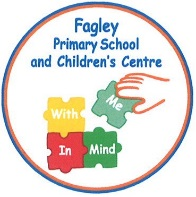 Fagley
Primary School
and Children's Centre
With Me
In Mind